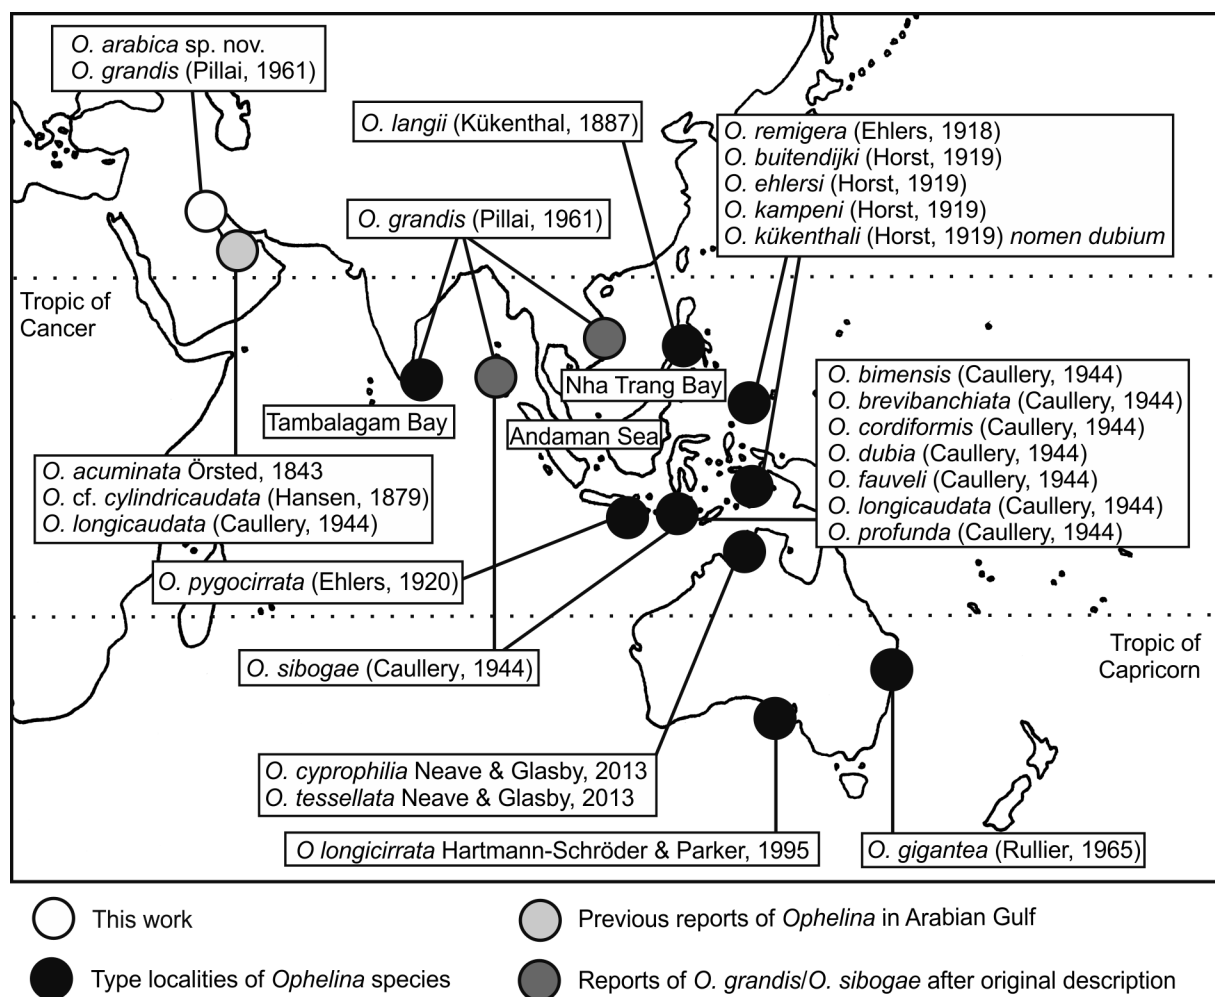 O. arabica sp. nov.
O. grandis (Pillai, 1961)
O. langii (Kükenthal, 1887)
O. remigera (Ehlers, 1918)
O. buitendijki (Horst, 1919)
O. ehlersi (Horst, 1919)
O. kampeni (Horst, 1919)
O. kükenthali (Horst, 1919) nomen dubium
O. grandis (Pillai, 1961)
Tropic of
Cancer
Nha Trang Bay
Tambalagam Bay
Andaman Sea
O. bimensis (Caullery, 1944)
O. brevibanchiata (Caullery, 1944)
O. cordiformis (Caullery, 1944)
O. dubia (Caullery, 1944)
O. fauveli (Caullery, 1944)
O. longicaudata (Caullery, 1944)
O. profunda (Caullery, 1944)
O. acuminata Örsted, 1843
O. cf. cylindricaudata (Hansen, 1879)
O. longicaudata (Caullery, 1944)
O. pygocirrata (Ehlers, 1920)
O. sibogae (Caullery, 1944)
Tropic of
Capricorn
O. cyprophilia Neave & Glasby, 2013
O. tessellata Neave & Glasby, 2013
O longicirrata Hartmann-Schröder & Parker, 1995
O. gigantea (Rullier, 1965)
This work
Previous reports of Ophelina in Arabian Gulf
Type localities of Ophelina species
Reports of O. grandis/O. sibogae after original description